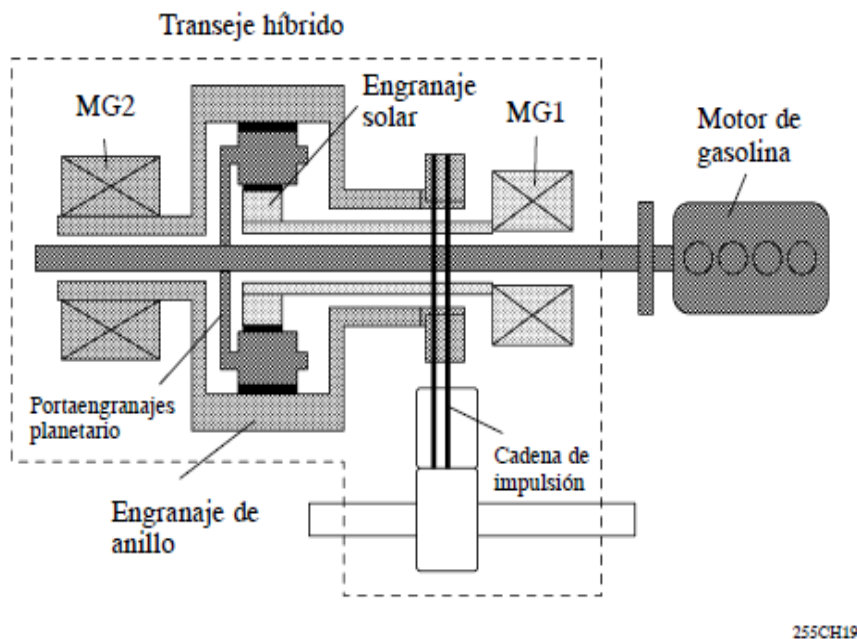 Transeje híbrido
MG2
Engranaje
solar
MG1
Motor de
gasolina
Portaengranajes
planetario
Cadena de
impulsión
Engranaje de
anillo
255CH19